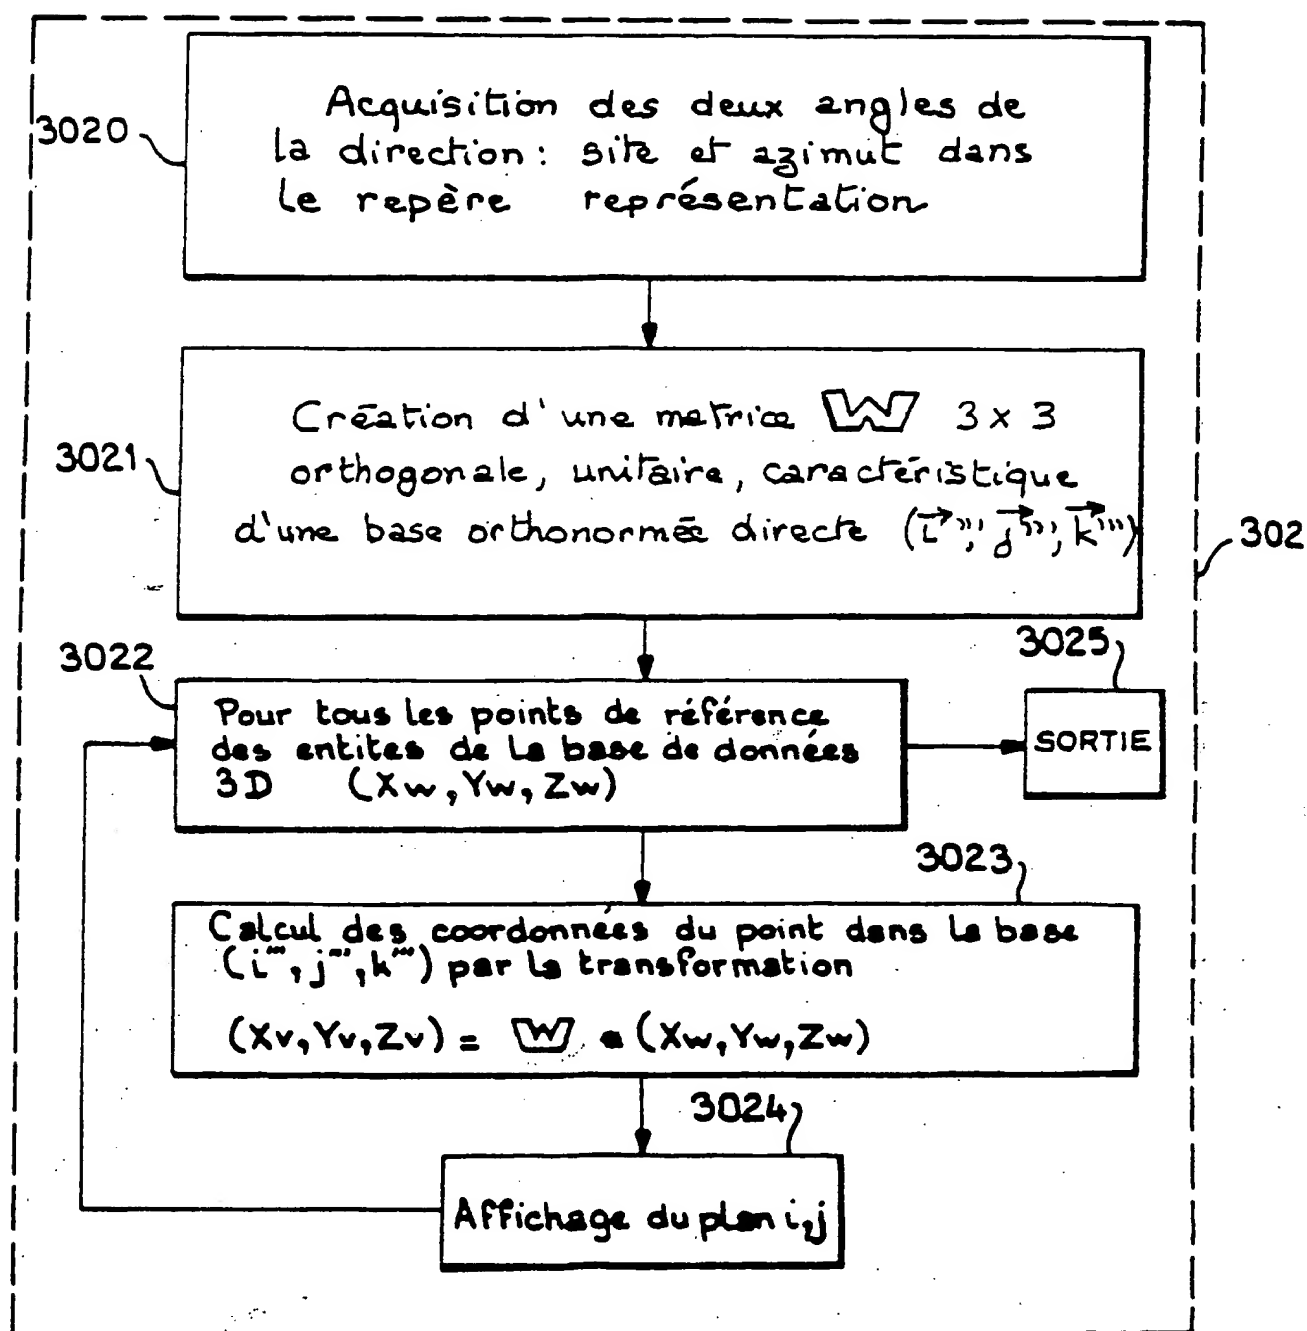 3020
Acquisition des deux angles de
la direction: site et azimut dans
le repère représentation
3021
Création d'une matrice W 3 x 3
orthogonale, unitaire, caractéristique
d'une base orthonormée directe (i''', j''', k''')
302
3022
3025
Pour tous les points de référence
des entites de la base de données
3D (Xw, Yw, Zw)
SORTIE
3023
Calcul des coordonnées du point dans la base
(i''', j''', k''') par la transformation
(Xv, Yv, Zv) = W • (Xw, Yw, Zw)
3024
Affichage du plan i,j